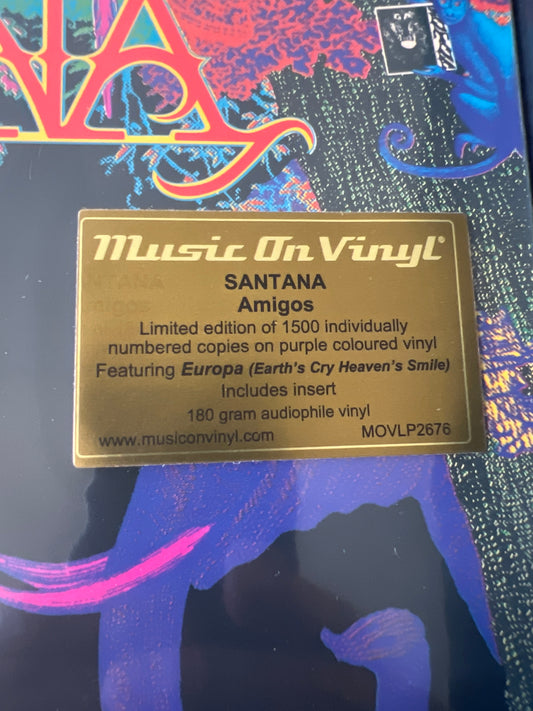 Music On Vinyl®
SANTANA
Amigos
Limited edition of 1500 individually
numbered copies on purple coloured vinyl
Featuring Europa (Earth's Cry Heaven's Smile)
Includes insert
180 gram audiophile vinyl
www.musiconvinyl.com MOVLP2676